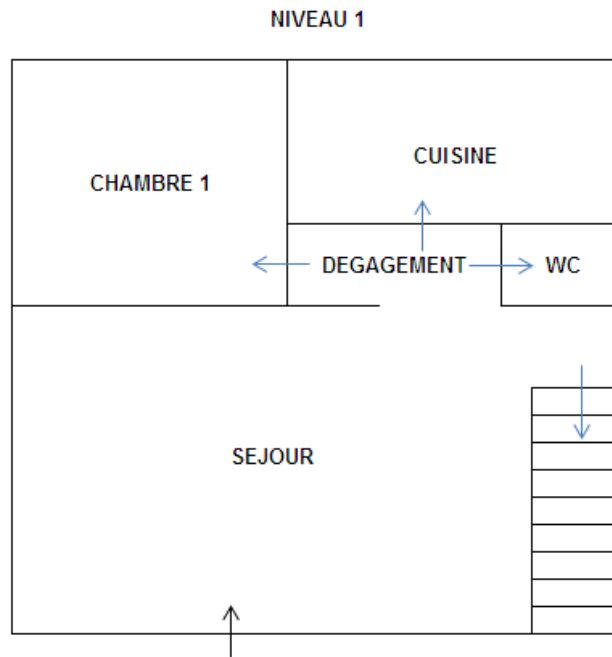 NIVEAU 1
CUISINE
CHAMBRE 1
DEGAGEMENT
WC
SEJOUR